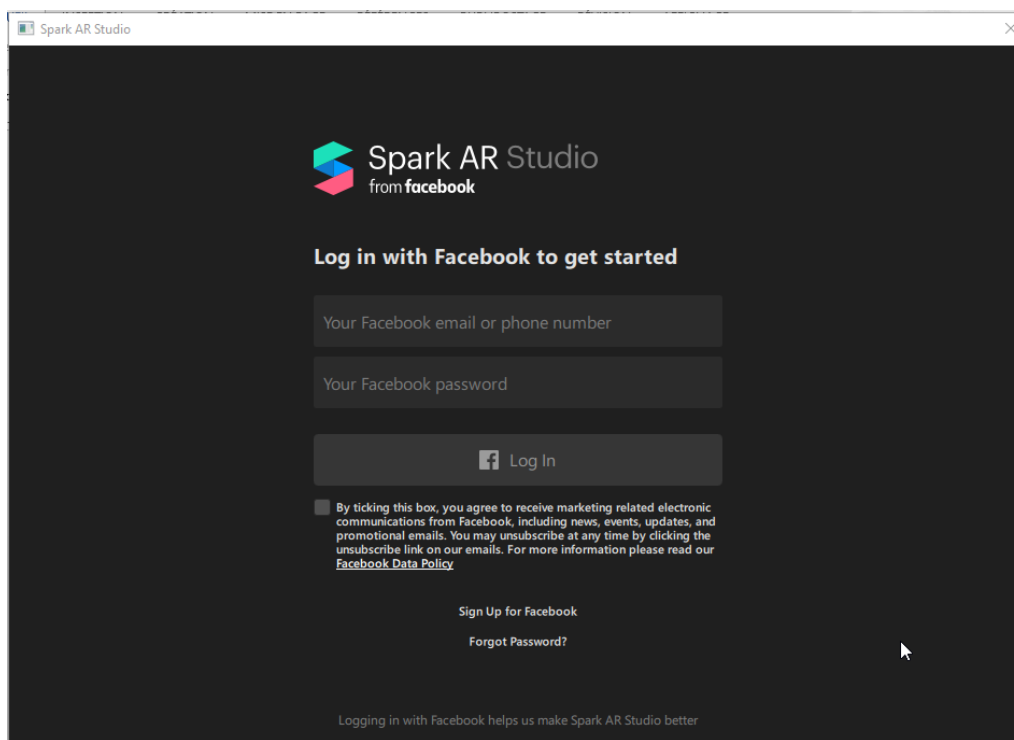 Spark AR Studio
Spark AR Studio
from facebook
Log in with Facebook to get started
Your Facebook email or phone number
Your Facebook password
Log In
By ticking this box, you agree to receive marketing related electronic
communications from Facebook, including news, events, updates, and
promotional emails. You may unsubscribe at any time by clicking the
unsubscribe link on our emails. For more information please read our
Facebook Data Policy
Sign Up for Facebook
Forgot Password?
Logging in with Facebook helps us make Spark AR Studio better